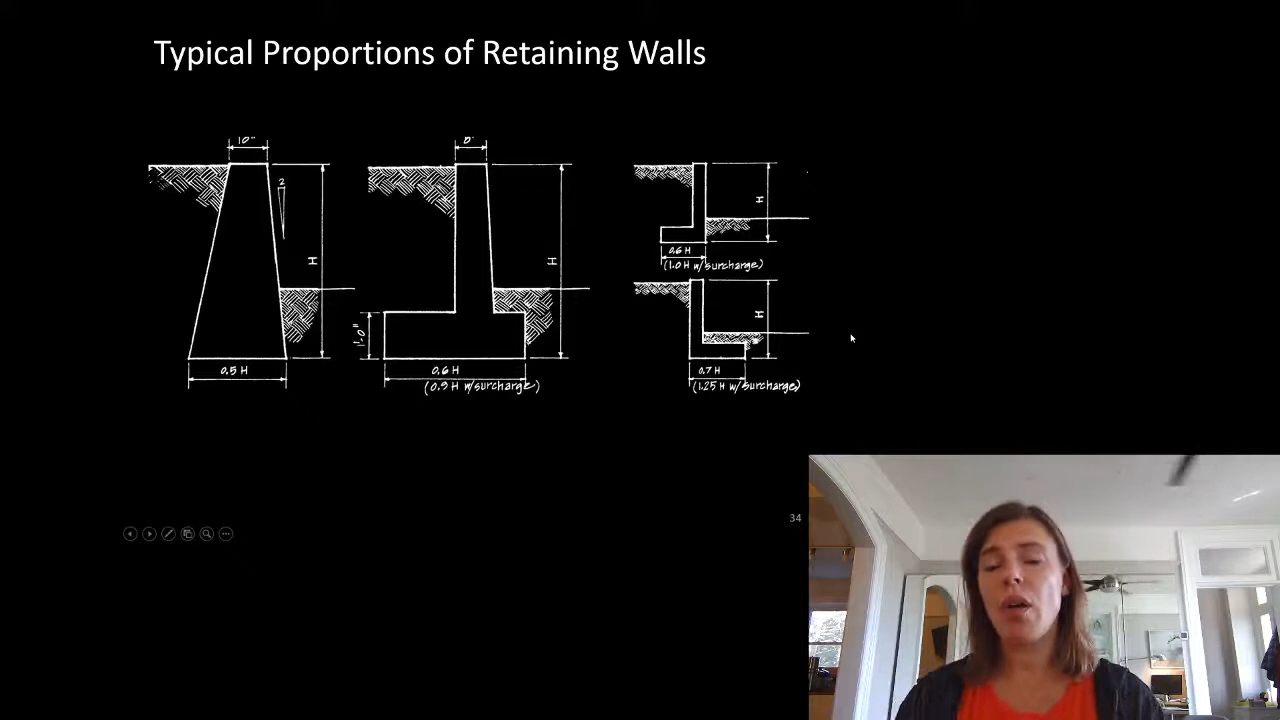 Typical Proportions of Retaining Walls
10"
8"
2
H
H
H
0.6 H
(1.0 H w/surcharge)
H
1'-0"
0.5 H
0.6 H
(0.9 H w/surcharge)
0.7 H
(1.25 H w/surcharge)
34